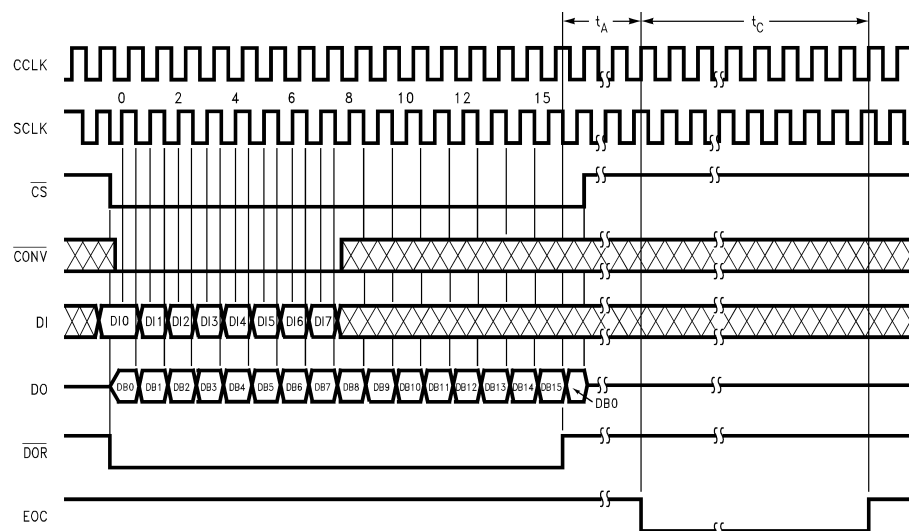 tA tC
CCLK
0 2 4 6 8 10 12 15
SCLK
CS
CONV
DI DI0 DI1 DI2 DI3 DI4 DI5 DI6 DI7
DO DB0 DB1 DB2 DB3 DB4 DB5 DB6 DB7 DB8 DB9 DB10 DB11 DB12 DB13 DB14 DB15
DB0
DOR
EOC